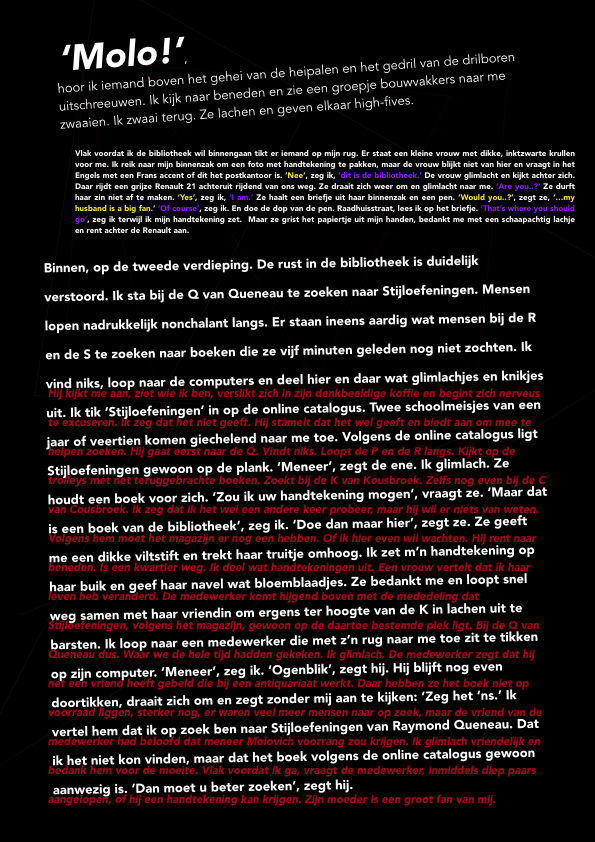 ‘Molo!’,
hoor ik iemand boven het gehei van de heipalen en het gedril van de drilboren
uitschreeuwen. Ik kijk naar beneden en zie een groepje bouwvakkers naar me
zwaaien. Ik zwaai terug. Ze lachen en geven elkaar high-fives.
Vlak voordat ik de bibliotheek wil binnengaan tikt er iemand op mijn rug. Er staat een kleine vrouw met dikke, inktzwarte krullen
voor me. Ik reik naar mijn binnenzak om een foto met handtekening te pakken, maar de vrouw blijkt niet van hier en vraagt in het
Engels met een Frans accent of dit het postkantoor is. ‘Nee’, zeg ik, ‘dit is de bibliotheek.’ De vrouw glimlacht en kijkt achter zich.
Daar rijdt een grijze Renault 21 achteruit rijdend van ons weg. Ze draait zich weer om en glimlacht naar me. ‘Are you..?’ Ze durft
haar zin niet af te maken. ‘Yes’, zeg ik, ‘I am.’ Ze haalt een briefje uit haar binnenzak en een pen. ‘Would you..?’, zegt ze, ‘…my
husband is a big fan.’ ‘Of course’, zeg ik. En doe de dop van de pen. Raadhuisstraat, lees ik op het briefje. ‘That’s where you should
go’, zeg ik terwijl ik mijn handtekening zet.  Maar ze grist het papiertje uit mijn handen, bedankt me met een schaapachtig lachje
en rent achter de Renault aan.
Binnen, op de tweede verdieping. De rust in de bibliotheek is duidelijk
verstoord. Ik sta bij de Q van Queneau te zoeken naar Stijloefeningen. Mensen
lopen nadrukkelijk nonchalant langs. Er staan ineens aardig wat mensen bij de R
en de S te zoeken naar boeken die ze vijf minuten geleden nog niet zochten. Ik
vind niks, loop naar de computers en deel hier en daar wat glimlachjes en knikjes
Hij kijkt me aan, ziet wie ik ben, verslikt zich in zijn denkbeeldige koffie en begint zich nerveus
uit. Ik tik ‘Stijloefeningen’ in op de online catalogus. Twee schoolmeisjes van een
te excuseren. Ik zeg dat het niet geeft. Hij stamelt dat het wel geeft en biedt aan om mee te
jaar of veertien komen giechelend naar me toe. Volgens de online catalogus ligt
helpen zoeken. Hij gaat eerst naar de Q. Vindt niks. Loopt de P en de R langs. Kijkt op de
Stijloefeningen gewoon op de plank. ‘Meneer’, zegt de ene. Ik glimlach. Ze
trolleys met net teruggebrachte boeken. Zoekt bij de K van Kousbroek. Zelfs nog even bij de C
houdt een boek voor zich. ‘Zou ik uw handtekening mogen’, vraagt ze. ‘Maar dat
van Cousbroek. Ik zeg dat ik het wel een andere keer probeer, maar hij wil er niets van weten.
is een boek van de bibliotheek’, zeg ik. ‘Doe dan maar hier’, zegt ze. Ze geeft
Volgens hem moet het magazijn er nog een hebben. Of ik hier even wil wachten. Hij rent naar
me een dikke viltstift en trekt haar truitje omhoog. Ik zet m’n handtekening op
beneden. Is een kwartier weg. Ik deel wat handtekeningen uit. Een vrouw vertelt dat ik haar
haar buik en geef haar navel wat bloemblaadjes. Ze bedankt me en loopt snel
leven heb veranderd. De medewerker komt hijgend boven met de mededeling dat
weg samen met haar vriendin om ergens ter hoogte van de K in lachen uit te
Stijloefeningen, volgens het magazijn, gewoon op de daartoe bestemde plek ligt. Bij de Q van
barsten. Ik loop naar een medewerker die met z’n rug naar me toe zit te tikken
Queneau dus. Waar we de hele tijd hadden gekeken. Ik glimlach. De medewerker zegt dat hij
op zijn computer. ‘Meneer’, zeg ik. ‘Ogenblik’, zegt hij. Hij blijft nog even
net een vriend heeft gebeld die bij een antiquariaat werkt. Daar hebben ze het boek niet op
doortikken, draait zich om en zegt zonder mij aan te kijken: ‘Zeg het ’ns.’ Ik
voorraad liggen, sterker nog, er waren veel meer mensen naar op zoek, maar de vriend van de
vertel hem dat ik op zoek ben naar Stijloefeningen van Raymond Queneau. Dat
medewerker had beloofd dat meneer Molovich voorrang zou krijgen. Ik glimlach vriendelijk en
ik het niet kon vinden, maar dat het boek volgens de online catalogus gewoon
bedank hem voor de moeite. Vlak voordat ik ga, vraagt de medewerker, inmiddels diep paars
aanwezig is. ‘Dan moet u beter zoeken’, zegt hij.
aangelopen, of hij een handtekening kan krijgen. Zijn moeder is een groot fan van mij.